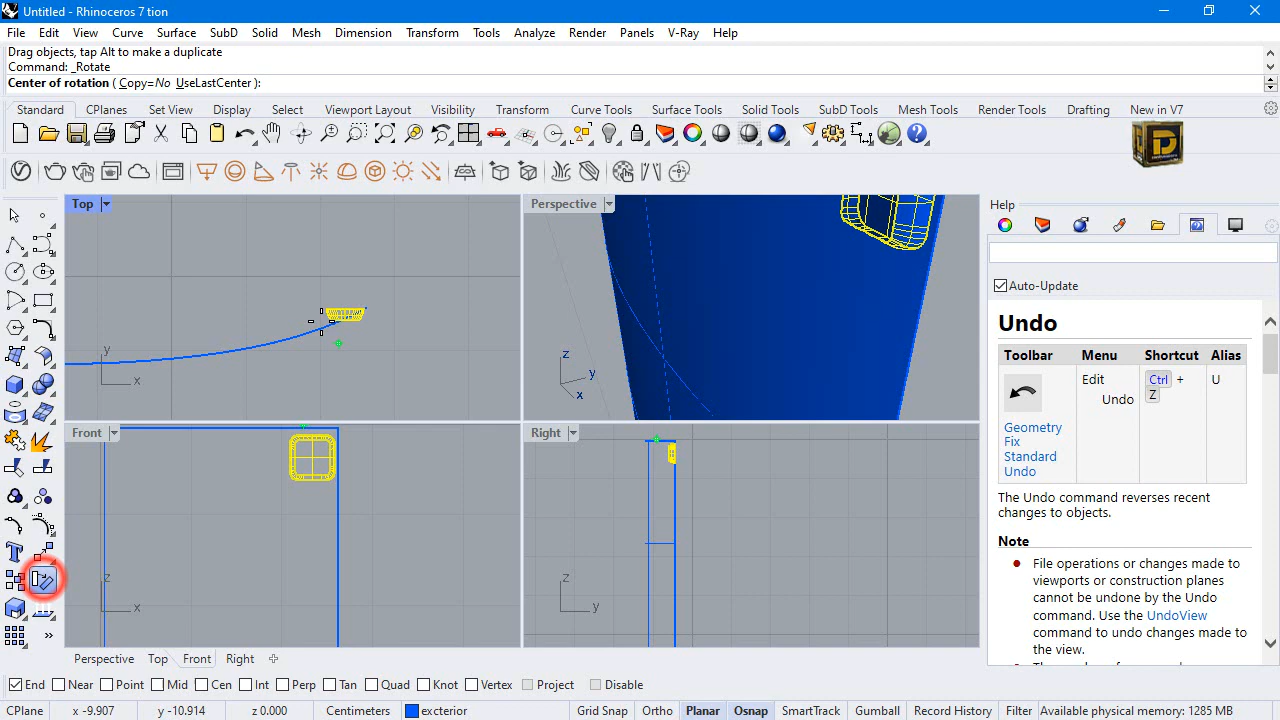 Untitled - Rhinoceros 7 tion
File Edit View Curve Surface SubD Solid Mesh Dimension Transform Tools Analyze Render Panels V-Ray Help
Drag objects, tap Alt to make a duplicate
Command: _Rotate
Center of rotation ( Copy=No UseLastCenter ):
Standard CPlanes Set View Display Select Viewport Layout Visibility Transform Curve Tools Surface Tools Solid Tools SubD Tools Mesh Tools Render Tools Drafting New in V7
Top
Perspective
Help
Auto-Update
Undo
Toolbar Menu Shortcut Alias
Edit Undo
Ctrl + Z
U
Geometry Fix
Standard
Undo
The Undo command reverses recent
changes to objects.
Note
File operations or changes made to
viewports or construction planes
cannot be undone by the Undo
command. Use the UndoView
command to undo changes made to
the view.
y
x
z
y
x
Front
Right
z
x
z
y
Perspective Top Front Right
End Near Point Mid Cen Int Perp Tan Quad Knot Vertex Project Disable
CPlane x -9.907 y -10.914 z 0.000 Centimeters excterior Grid Snap Ortho Planar Osnap SmartTrack Gumball Record History Filter Available physical memory: 1285 MB